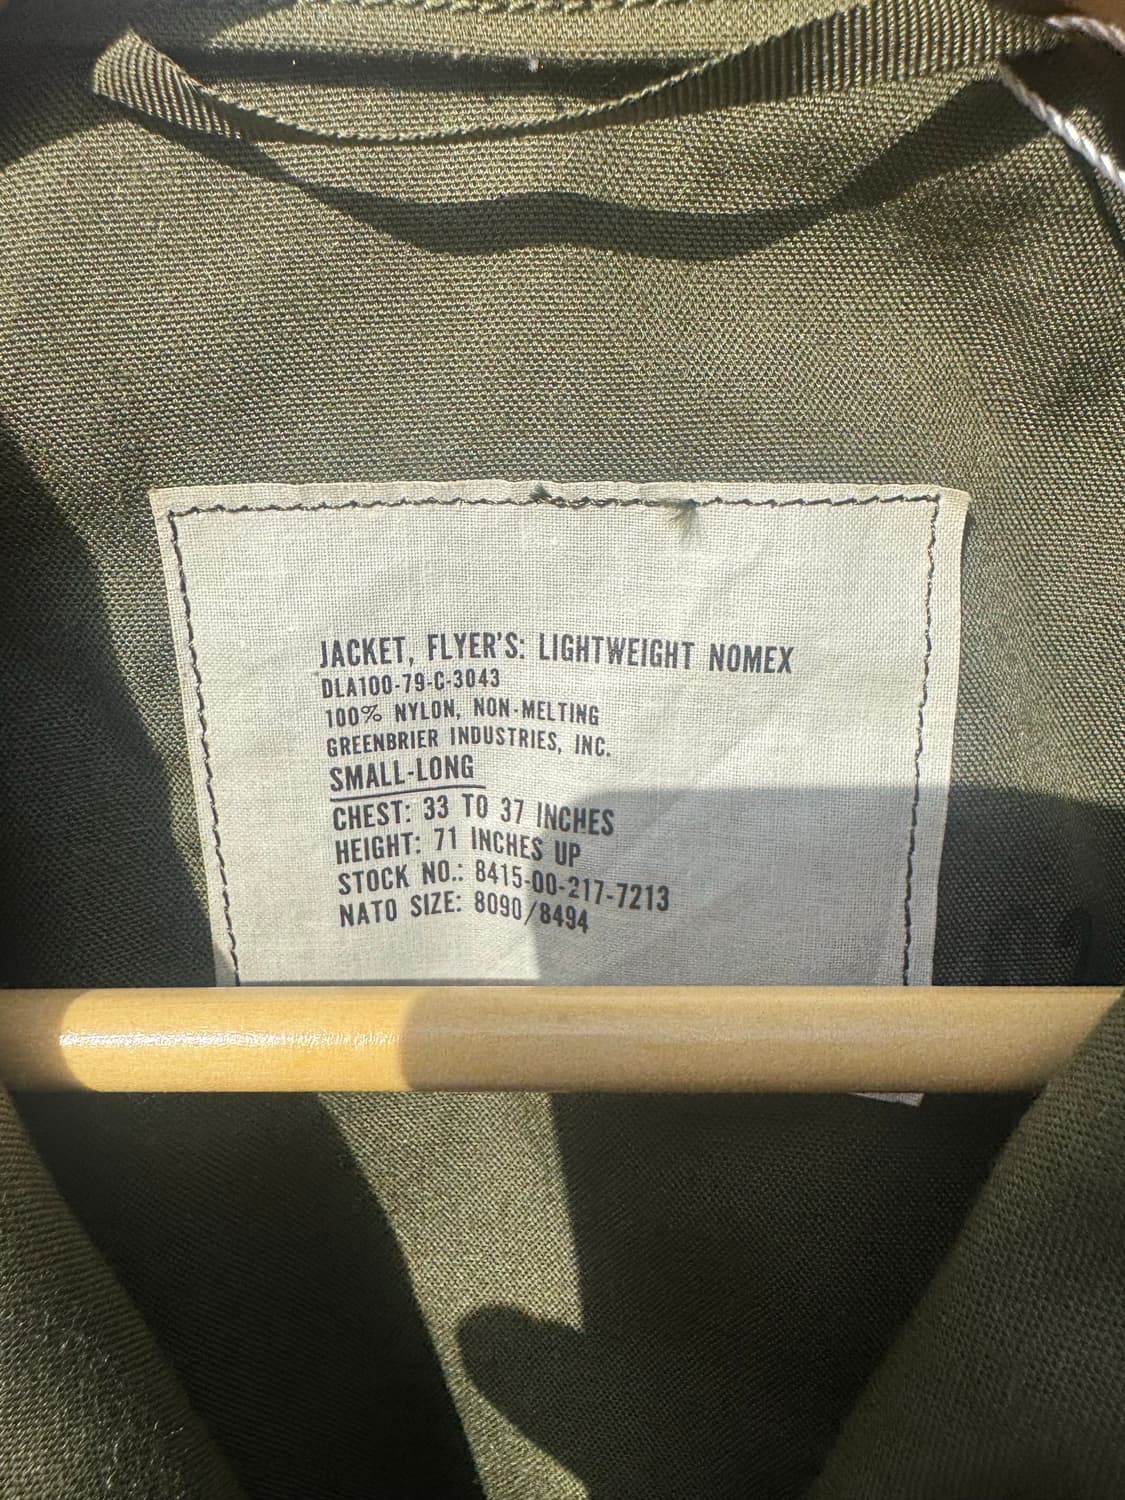 JACKET, FLYER'S: LIGHTWEIGHT NOMEX
DLA100-79-C-3043
100% NYLON, NON-MELTING
GREENBRIER INDUSTRIES, INC.
SMALL-LONG
CHEST: 33 TO 37 INCHES
HEIGHT: 71 INCHES UP
STOCK NO.: 8415-00-217-7213
NATO SIZE: 8090/8494